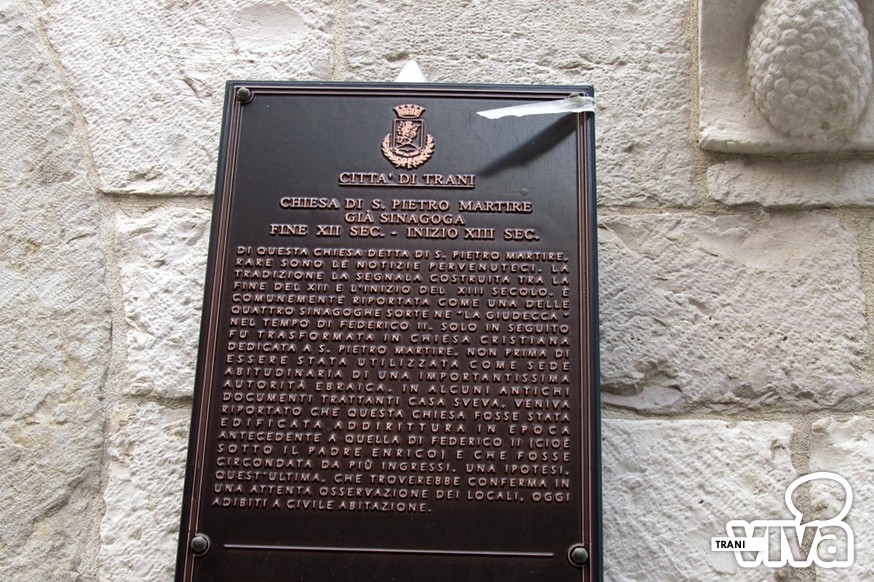 CITTA' DI TRANI
CHIESA DI S. PIETRO MARTIRE
GIÀ SINAGOGA
FINE XII SEC. - INIZIO XIII SEC.
DI QUESTA CHIESA DETTA DI S. PIETRO MARTIRE,
RARE SONO LE NOTIZIE PERVENUTECI. LA
TRADIZIONE LA SEGNALA COSTRUITA TRA LA
FINE DEL XII E L'INIZIO DEL XIII SECOLO. È
COMUNEMENTE RIPORTATA COME UNA DELLE
QUATTRO SINAGOGHE SORTE NE "LA GIUDECCA"
NEL TEMPO DI FEDERICO II. SOLO IN SEGUITO
FU TRASFORMATA IN CHIESA CRISTIANA
DEDICATA A S. PIETRO MARTIRE, NON PRIMA DI
ESSERE STATA UTILIZZATA COME SEDE
ABITUDINARIA DI UNA IMPORTANTISSIMA
AUTORITÀ EBRAICA. IN ALCUNI ANTICHI
DOCUMENTI TRATTANTI CASA SVEVA, VENIVA
RIPORTATO CHE QUESTA CHIESA FOSSE STATA
EDIFICATA ADDIRITTURA IN EPOCA
ANTECEDENTE A QUELLA DI FEDERICO II (CIOÈ
SOTTO IL PADRE ENRICO) E CHE FOSSE
CIRCONDATA DA PIÙ INGRESSI. UNA IPOTESI,
QUEST'ULTIMA, CHE TROVEREBBE CONFERMA IN
UNA ATTENTA OSSERVAZIONE DEI LOCALI, OGGI
ADIBITI A CIVILE ABITAZIONE.
TRANI viva